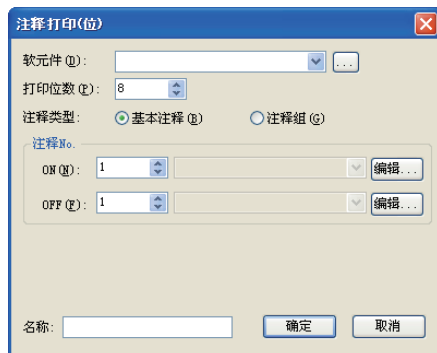 注释打印(位)
软元件(D): ...
打印位数(P): 8
注释类型: 基本注释(B) 注释组(G)
注释No.
ON(N): 1 编辑...
OFF(F): 1 编辑...
名称: 确定 取消